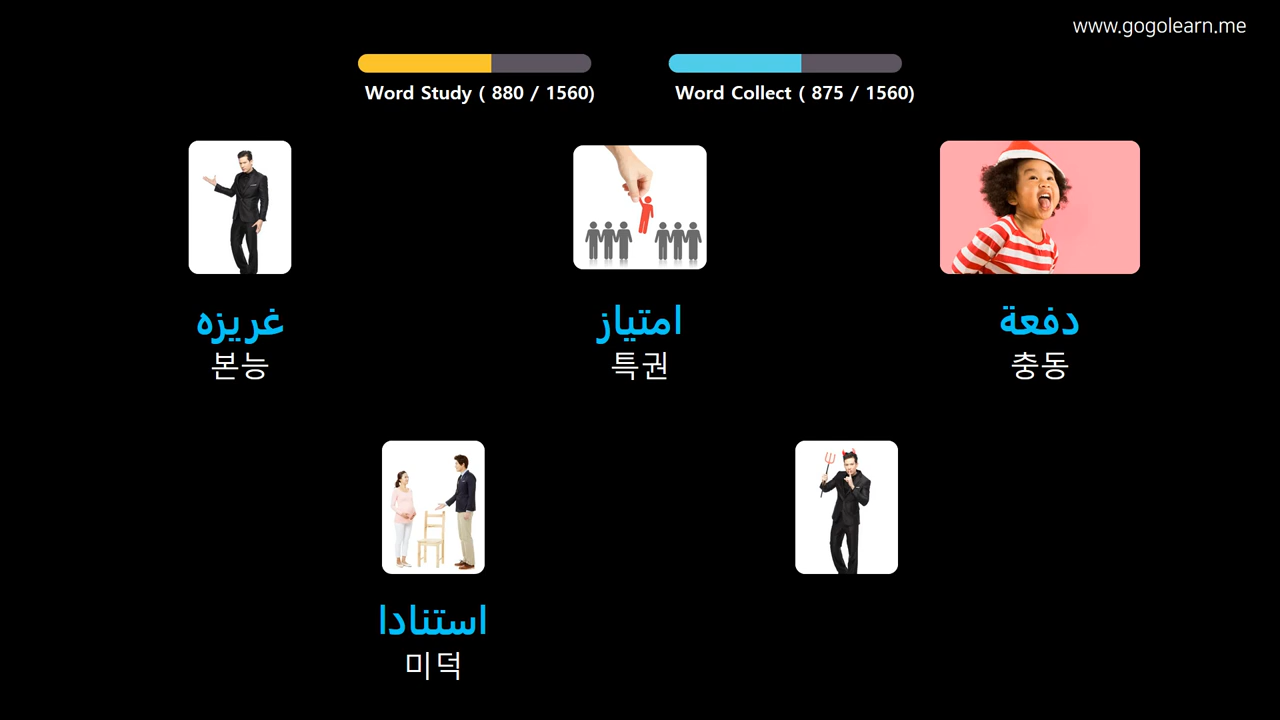 www.gogolearn.me
Word Study ( 880 / 1560)
Word Collect ( 875 / 1560)
غريزه
본능
امتياز
특권
دفعة
충동
استنادا
미덕